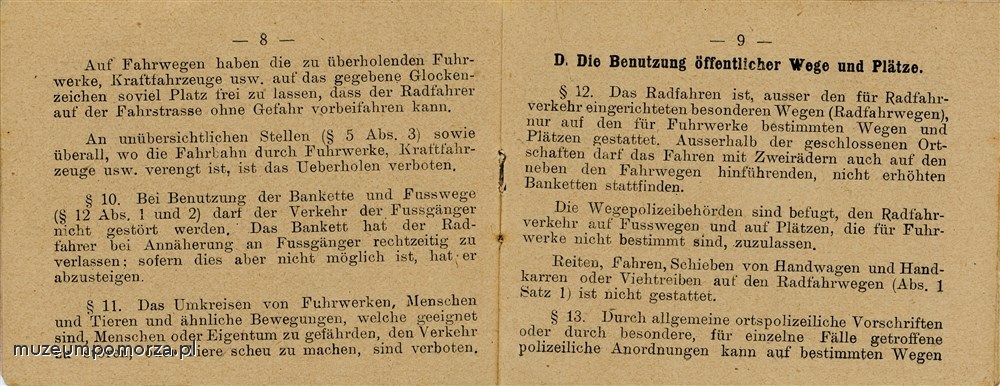 — 8 —
Auf Fahrwegen haben die zu überholenden Fuhr-
werke, Kraftfahrzeuge usw. auf das gegebene Glocken-
zeichen soviel Platz frei zu lassen, dass der Radfahrer
auf der Fahrstrasse ohne Gefahr vorbeifahren kann.
An unübersichtlichen Stellen (§ 5 Abs. 3) sowie
überall, wo die Fahrbahn durch Fuhrwerke, Kraftfahr-
zeuge usw. verengt ist, ist das Ueberholen verboten.
§ 10. Bei Benutzung der Bankette und Fusswege
(§ 12 Abs. 1 und 2) darf der Verkehr der Fussgänger
nicht gestört werden. Das Bankett hat der Rad-
fahrer bei Annäherung an Fussgänger rechtzeitig zu
verlassen: sofern dies aber nicht möglich ist, hat er
abzusteigen.
§ 11. Das Umkreisen von Fuhrwerken, Menschen
und Tieren und ähnliche Bewegungen, welche geeignet
sind, Menschen oder Eigentum zu gefährden, den Verkehr
scheu zu machen, sind verboten.
muzeumpomorza.pl
— 9 —
D. Die Benutzung öffentlicher Wege und Plätze.
§ 12. Das Radfahren ist, ausser den für Radfahr-
verkehr eingerichteten besonderen Wegen (Radfahrwegen),
nur auf den für Fuhrwerke bestimmten Wegen und
Plätzen gestattet. Ausserhalb der geschlossenen Ort-
schaften darf das Fahren mit Zweirädern auch auf den
neben den Fahrwegen hinführenden, nicht erhöhten
Banketten stattfinden.
Die Wegepolizeibehörden sind befugt, den Radfahr-
verkehr auf Fusswegen und auf Plätzen, die für Fuhr-
werke nicht bestimmt sind, zuzulassen.
Reiten, Fahren, Schieben von Handwagen und Hand-
karren oder Viehtreiben auf den Radfahrwegen (Abs. 1
Satz 1) ist nicht gestattet.
§ 13. Durch allgemeine ortspolizeiliche Vorschriften
oder durch besondere, für einzelne Fälle getroffene
polizeiliche Anordnungen kann auf bestimmten Wegen